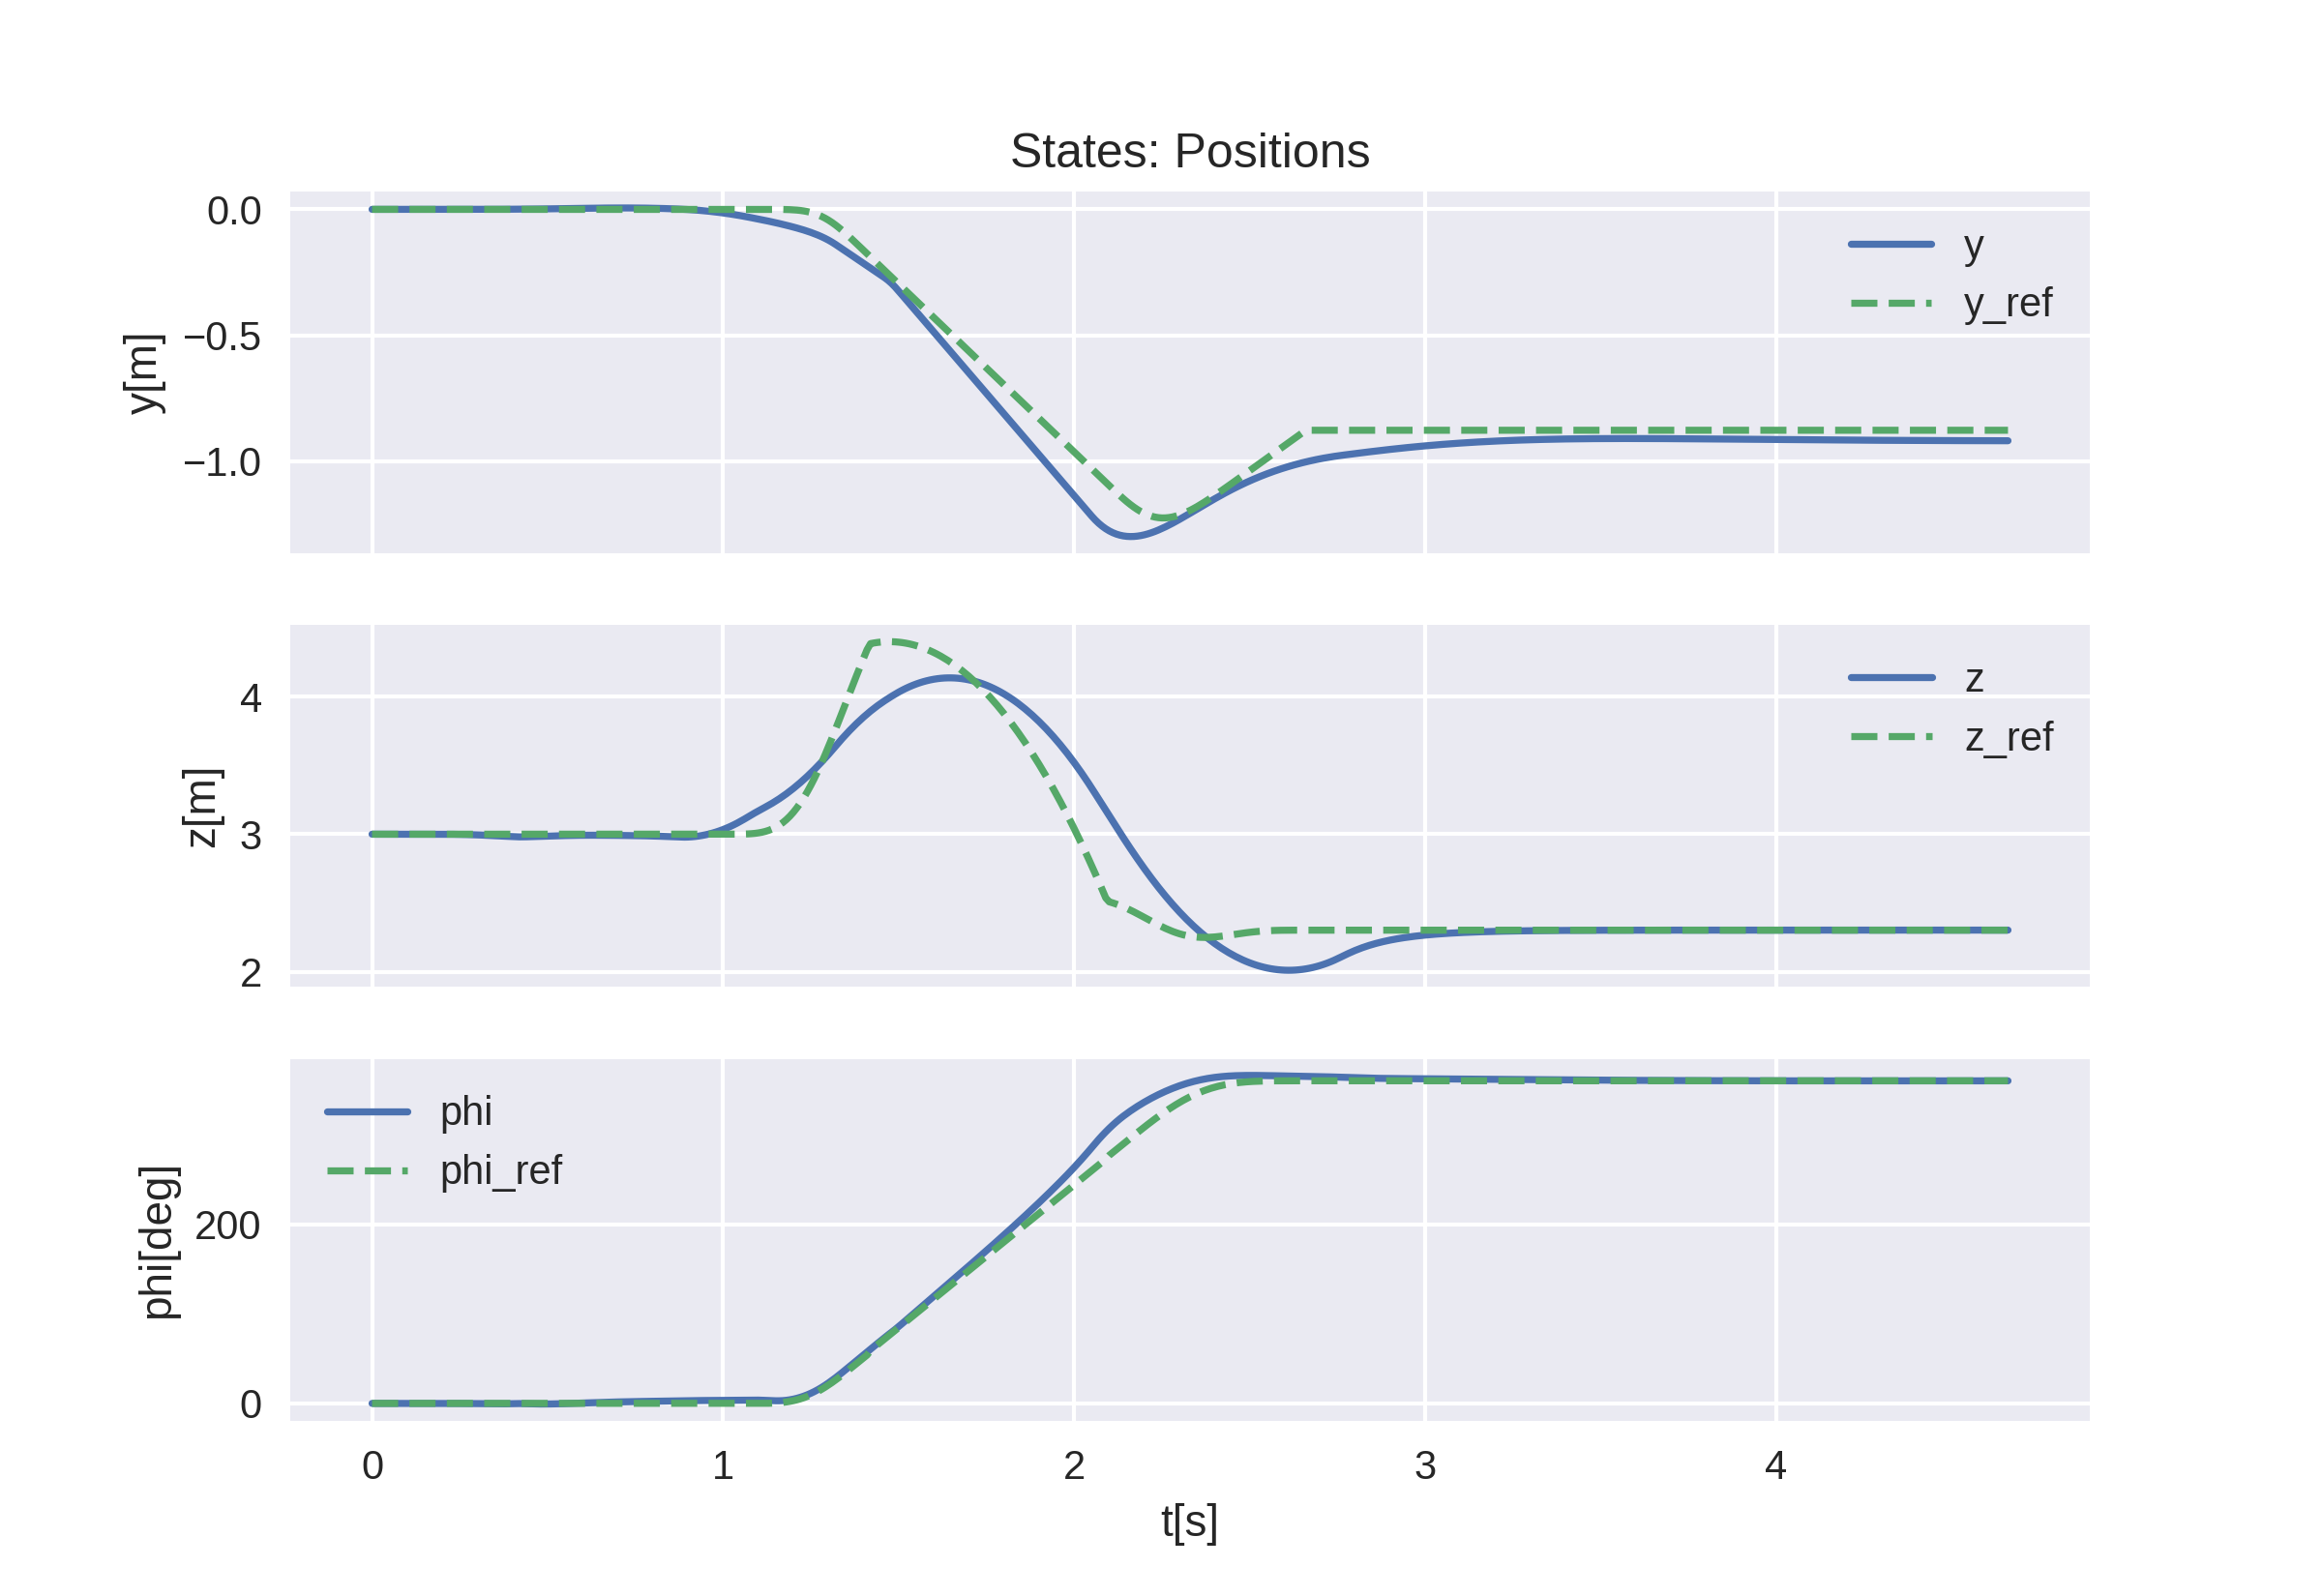 States: Positions
0.0
−0.5
−1.0
y[m]
y
y_ref
4
3
2
z[m]
z
z_ref
200
0
phi[deg]
phi
phi_ref
0 1 2 3 4
t[s]